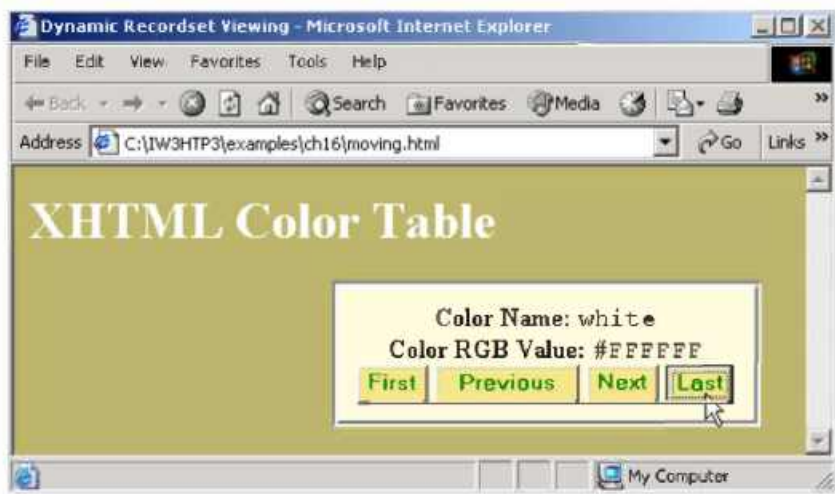 Dynamic Recordset Viewing - Microsoft Internet Explorer
File Edit View Favorites Tools Help
Back Search Favorites Media »
Address C:\IW3HTP3\examples\ch16\moving.html Go Links »
XHTML Color Table
Color Name: white
Color RGB Value: #FFFFFF
First Previous Next Last
My Computer